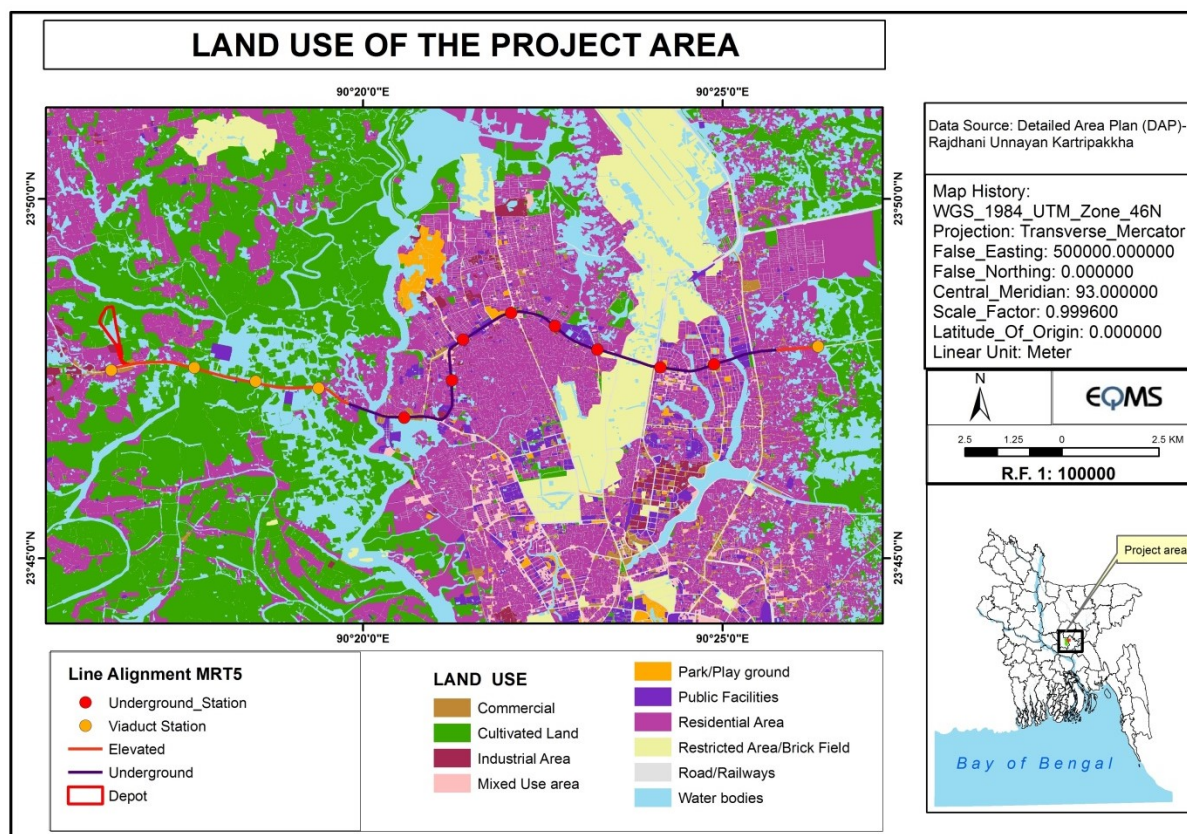 LAND USE OF THE PROJECT AREA
90°20'0"E
90°25'0"E
23°50'0"N
23°50'0"N
23°45'0"N
23°45'0"N
90°20'0"E
90°25'0"E
Line Alignment MRT5
Underground_Station
Viaduct Station
Elevated
Underground
Depot
LAND USE
Commercial
Cultivated Land
Industrial Area
Mixed Use area
Park/Play ground
Public Facilities
Residential Area
Restricted Area/Brick Field
Road/Railways
Water bodies
Data Source: Detailed Area Plan (DAP)-
Rajdhani Unnayan Kartripakkha
Map History:
WGS_1984_UTM_Zone_46N
Projection: Transverse_Mercator
False_Easting: 500000.000000
False_Northing: 0.000000
Central_Meridian: 93.000000
Scale_Factor: 0.999600
Latitude_Of_Origin: 0.000000
Linear Unit: Meter
N
EQMS
2.5 1.25 0 2.5 KM
R.F. 1: 100000
Project area
Bay of Bengal